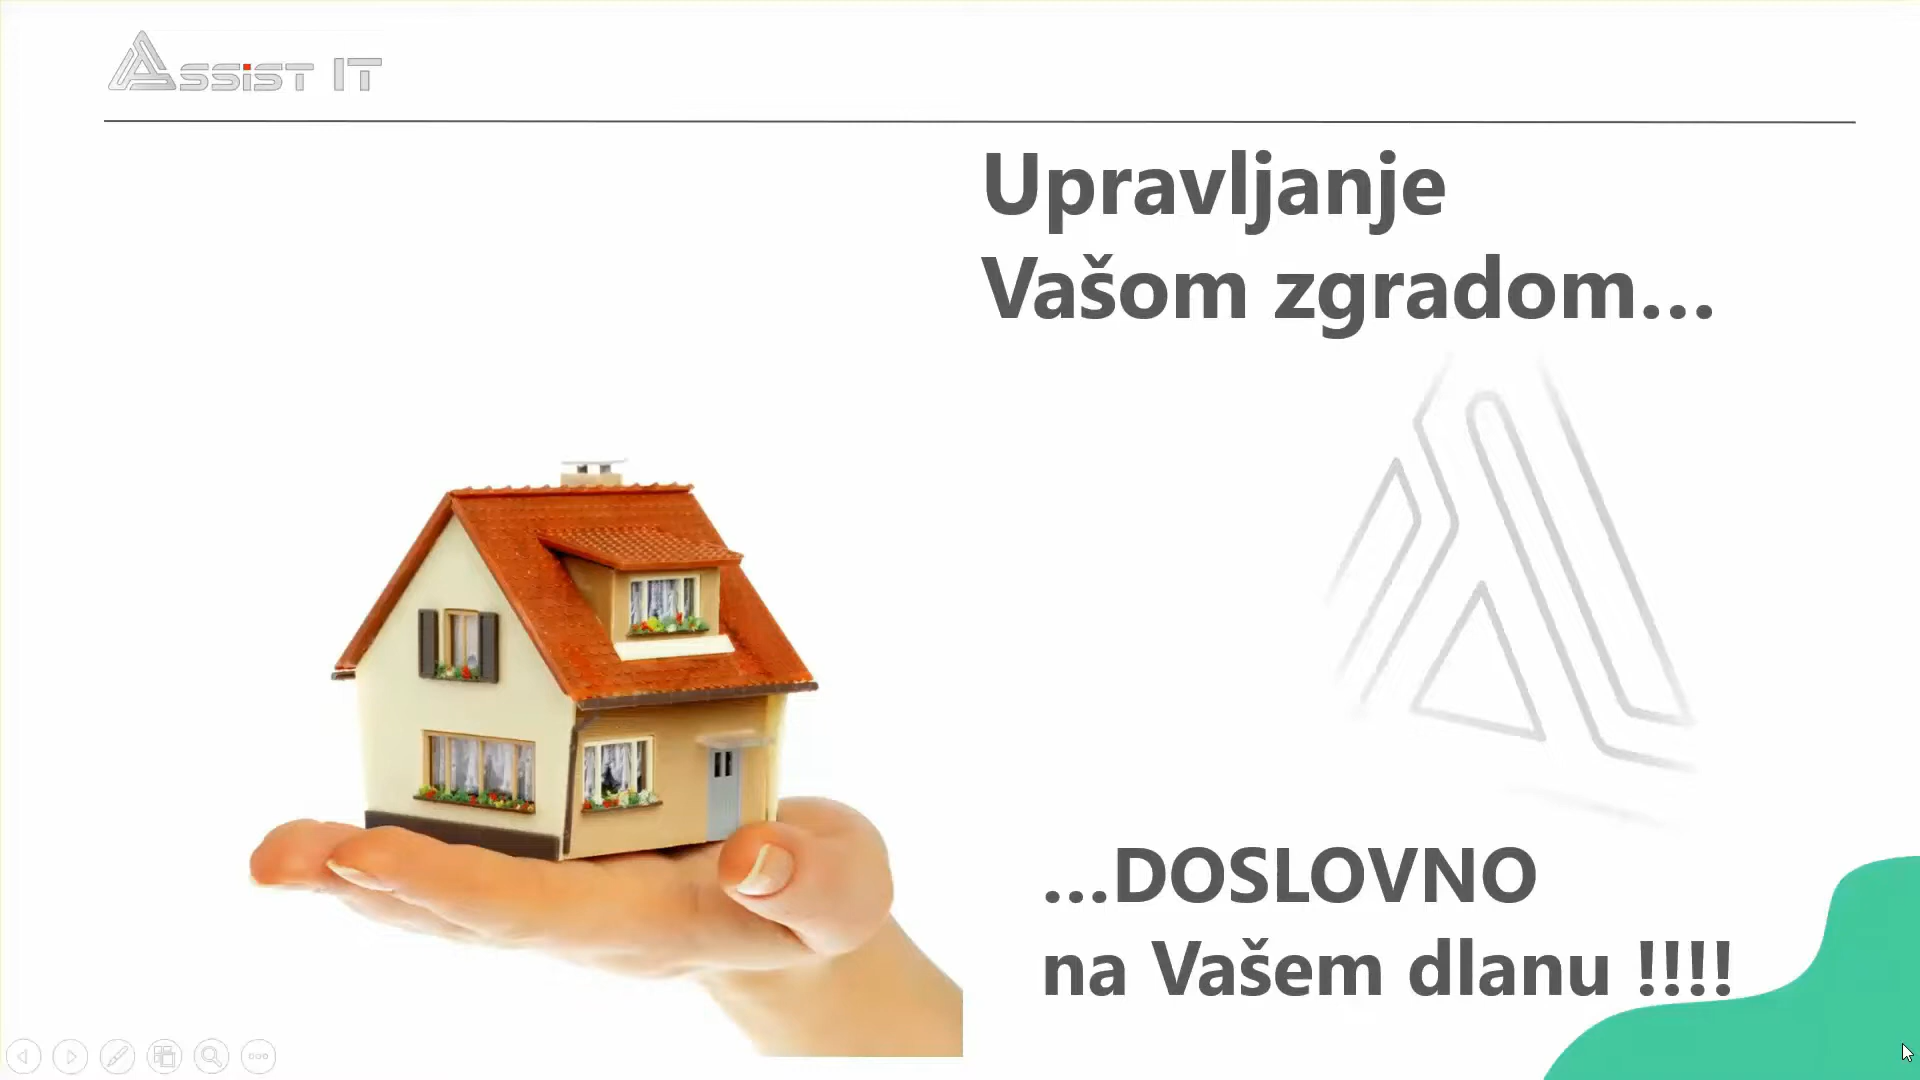 Assist IT
Upravljanje
Vašom zgradom...
...DOSLOVNO
na Vašem dlanu !!!!